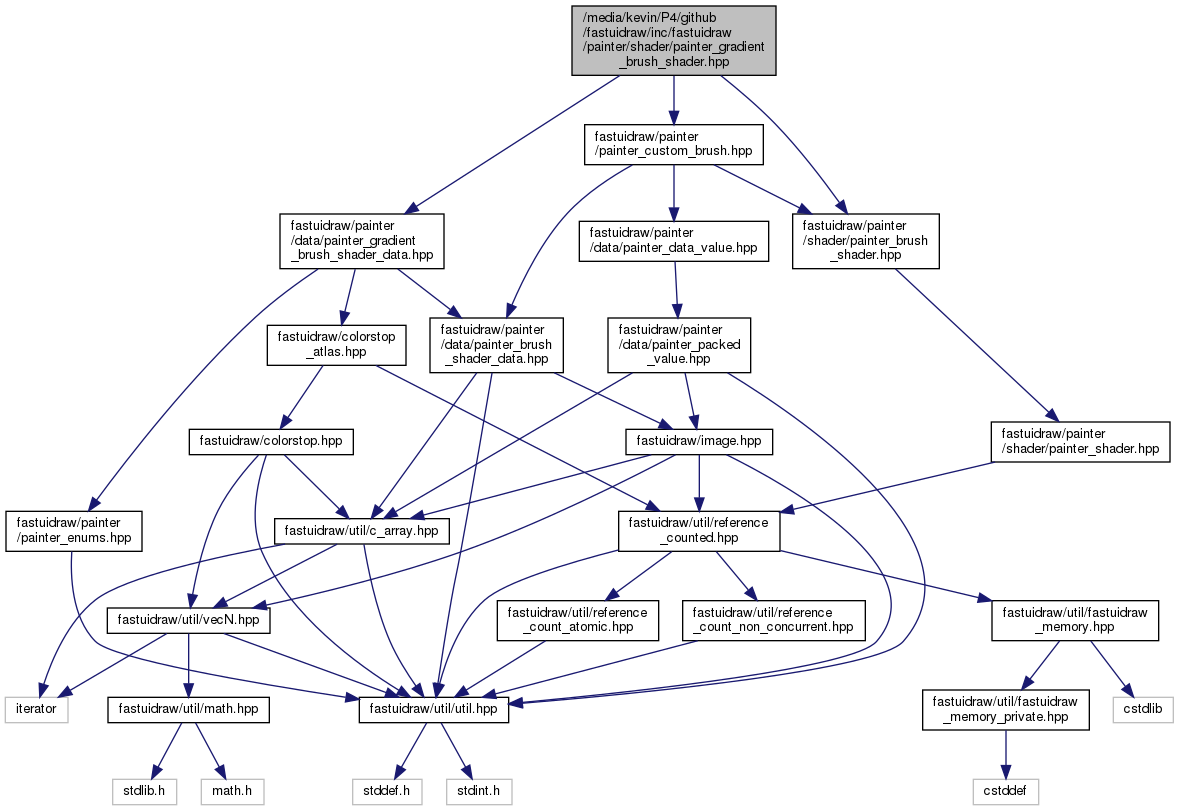 /media/kevin/P4/github
/fastuidraw/inc/fastuidraw
/painter/shader/painter_gradient
_brush_shader.hpp
fastuidraw/painter
/painter_custom_brush.hpp
fastuidraw/painter
/data/painter_gradient
_brush_shader_data.hpp
fastuidraw/painter
/data/painter_data_value.hpp
fastuidraw/painter
/shader/painter_brush
_shader.hpp
fastuidraw/colorstop
_atlas.hpp
fastuidraw/painter
/data/painter_brush
_shader_data.hpp
fastuidraw/painter
/data/painter_packed
_value.hpp
fastuidraw/colorstop.hpp
fastuidraw/image.hpp
fastuidraw/painter
/shader/painter_shader.hpp
fastuidraw/painter
/painter_enums.hpp
fastuidraw/util/c_array.hpp
fastuidraw/util/reference
_counted.hpp
fastuidraw/util/vecN.hpp
fastuidraw/util/reference
_count_atomic.hpp
fastuidraw/util/reference
_count_non_concurrent.hpp
fastuidraw/util/fastuidraw
_memory.hpp
iterator
fastuidraw/util/math.hpp
fastuidraw/util/util.hpp
fastuidraw/util/fastuidraw
_memory_private.hpp
cstdlib
stdlib.h
math.h
stddef.h
stdint.h
cstddef